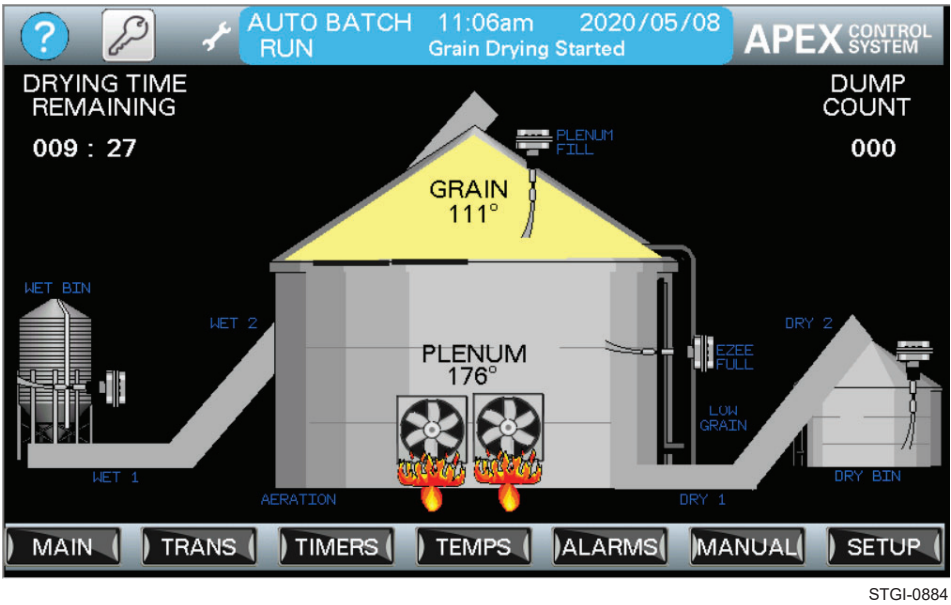 ?
AUTO BATCH 11:06am 2020/05/08
RUN Grain Drying Started
APEX CONTROL SYSTEM
DRYING TIME
REMAINING
009 : 27
DUMP
COUNT
000
PLENUM
FILL
GRAIN
111°
WET BIN
WET 2
DRY 2
PLENUM
176°
EZEE
FULL
LOW
GRAIN
WET 1
AERATION
DRY 1
DRY BIN
MAIN TRANS TIMERS TEMPS ALARMS MANUAL SETUP
STGI-0884